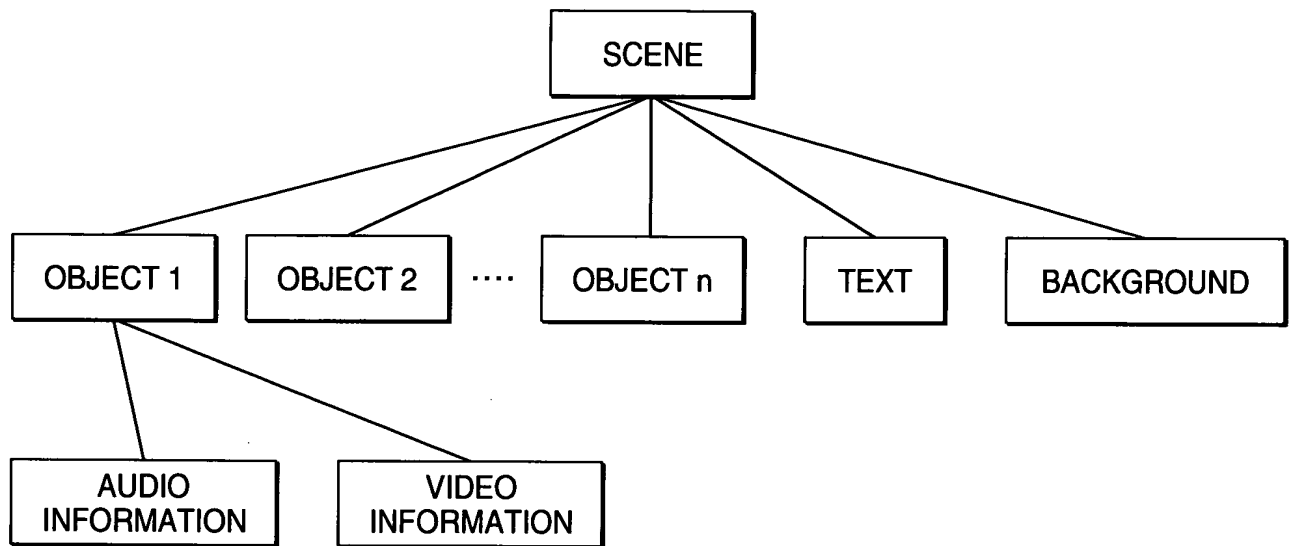 SCENE
OBJECT 1
OBJECT 2
....
OBJECT n
TEXT
BACKGROUND
AUDIO
INFORMATION
VIDEO
INFORMATION